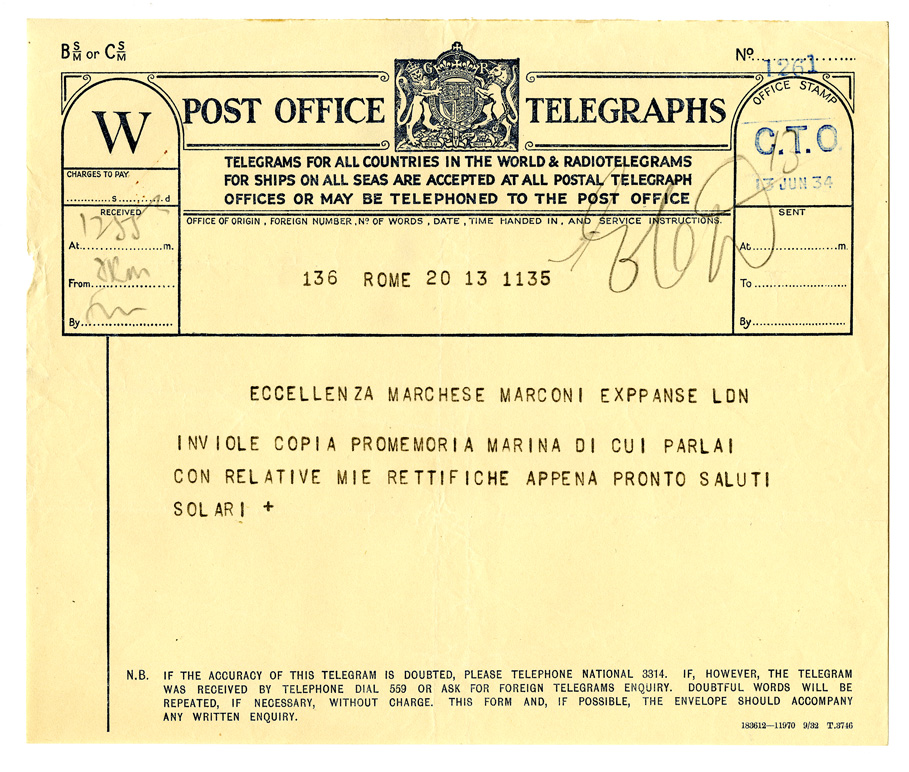 B S/M or C S/M
No. 1261
POST OFFICE TELEGRAPHS
G R
W
OFFICE STAMP
C.T.O.
13 JUN 34
TELEGRAMS FOR ALL COUNTRIES IN THE WORLD & RADIOTELEGRAMS
FOR SHIPS ON ALL SEAS ARE ACCEPTED AT ALL POSTAL TELEGRAPH
OFFICES OR MAY BE TELEPHONED TO THE POST OFFICE
CHARGES TO PAY
s. d
RECEIVED
1255
At m.
From
By
OFFICE OF ORIGIN, FOREIGN NUMBER, No. OF WORDS, DATE, TIME HANDED IN, AND SERVICE INSTRUCTIONS.
136 ROME 20 13 1135
SENT
At m.
To
By
ECCELLENZA MARCHESE MARCONI EXPPANSE LDN
INVIOLE COPIA PROMEMORIA MARINA DI CUI PARLAI
CON RELATIVE MIE RETTIFICHE APPENA PRONTO SALUTI
SOLARI +
N.B. IF THE ACCURACY OF THIS TELEGRAM IS DOUBTED, PLEASE TELEPHONE NATIONAL 3314. IF, HOWEVER, THE TELEGRAM
WAS RECEIVED BY TELEPHONE DIAL 559 OR ASK FOR FOREIGN TELEGRAMS ENQUIRY. DOUBTFUL WORDS WILL BE
REPEATED, IF NECESSARY, WITHOUT CHARGE. THIS FORM AND, IF POSSIBLE, THE ENVELOPE SHOULD ACCOMPANY
ANY WRITTEN ENQUIRY.
183612—11970 9/32 T.3746